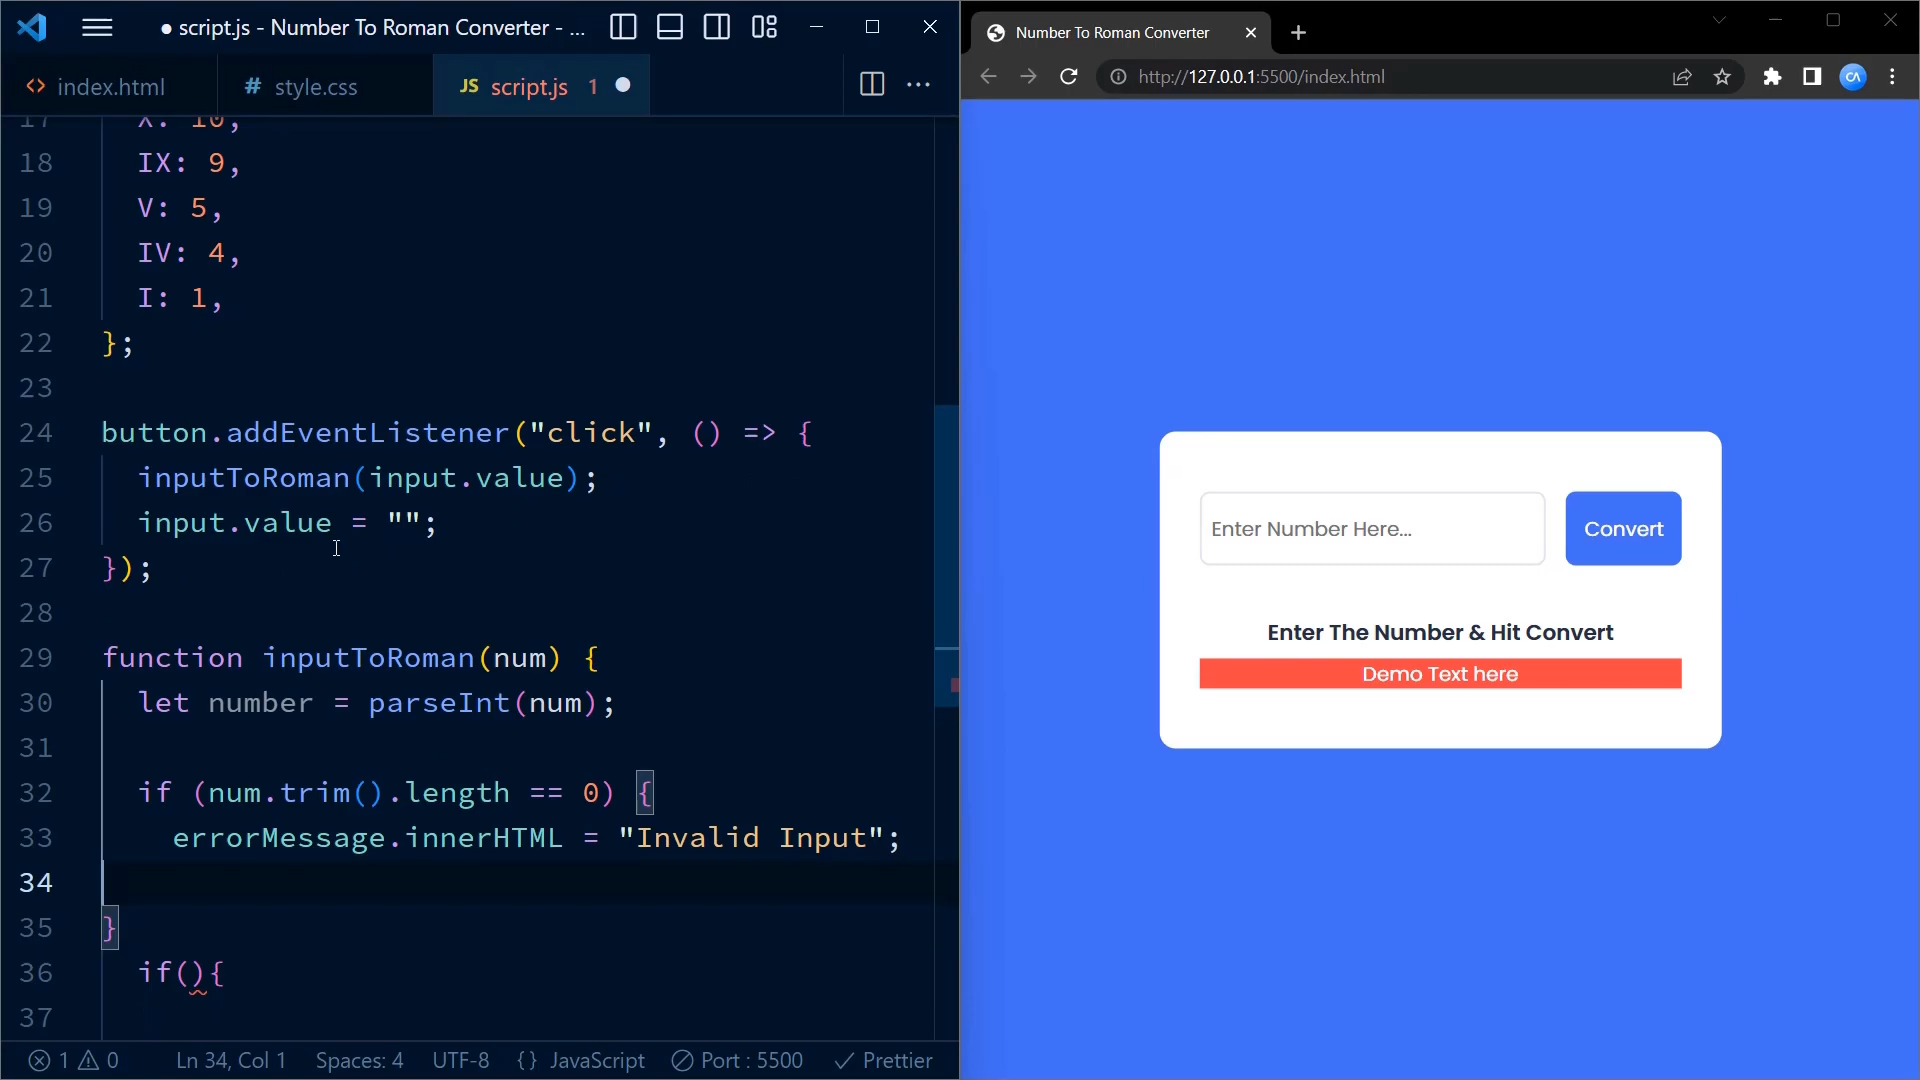 ● script.js - Number To Roman Converter - ...
<> index.html
# style.css
JS script.js 1 ●
17 X: 10,
18 IX: 9,
19 V: 5,
20 IV: 4,
21 I: 1,
22 };
23
24 button.addEventListener("click", () => {
25 inputToRoman(input.value);
26 input.value = "";
27 });
28
29 function inputToRoman(num) {
30 let number = parseInt(num);
31
32 if (num.trim().length == 0) {
33 errorMessage.innerHTML = "Invalid Input";
34
35 }
36 if(){
37
1 0 Ln 34, Col 1 Spaces: 4 UTF-8 {} JavaScript Port : 5500 Prettier
Number To Roman Converter
http://127.0.0.1:5500/index.html
CA
Enter Number Here...
Convert
Enter The Number & Hit Convert
Demo Text here